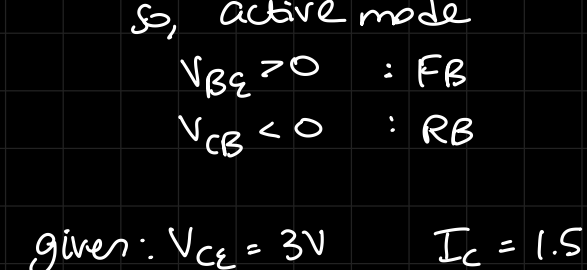 so, active mode
VBE > 0 : FB
VCB < 0 : RB
given: VCE = 3V IC = 1.5